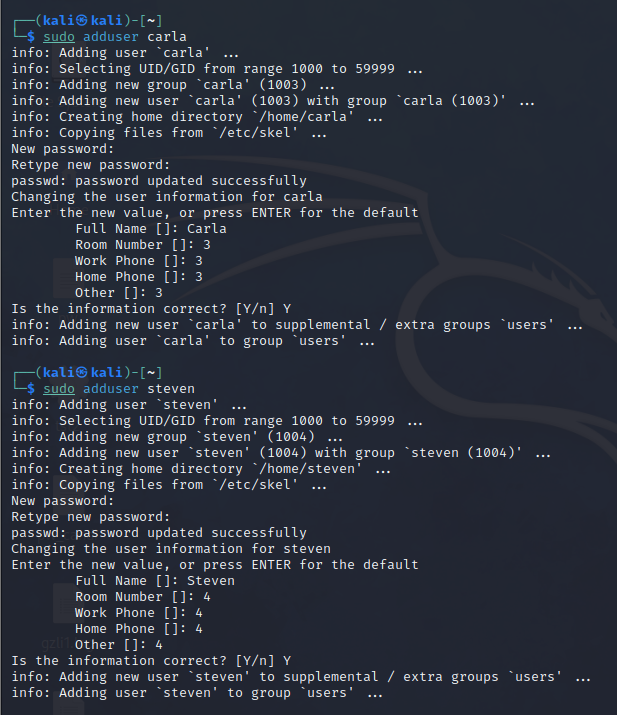 ┌──(kali㉿kali)-[~]
└─$ sudo adduser carla
info: Adding user `carla' ...
info: Selecting UID/GID from range 1000 to 59999 ...
info: Adding new group `carla' (1003) ...
info: Adding new user `carla' (1003) with group `carla (1003)' ...
info: Creating home directory `/home/carla' ...
info: Copying files from `/etc/skel' ...
New password:
Retype new password:
passwd: password updated successfully
Changing the user information for carla
Enter the new value, or press ENTER for the default
        Full Name []: Carla
        Room Number []: 3
        Work Phone []: 3
        Home Phone []: 3
        Other []: 3
Is the information correct? [Y/n] Y
info: Adding new user `carla' to supplemental / extra groups `users' ...
info: Adding user `carla' to group `users' ...
┌──(kali㉿kali)-[~]
└─$ sudo adduser steven
info: Adding user `steven' ...
info: Selecting UID/GID from range 1000 to 59999 ...
info: Adding new group `steven' (1004) ...
info: Adding new user `steven' (1004) with group `steven (1004)' ...
info: Creating home directory `/home/steven' ...
info: Copying files from `/etc/skel' ...
New password:
Retype new password:
passwd: password updated successfully
Changing the user information for steven
Enter the new value, or press ENTER for the default
        Full Name []: Steven
        Room Number []: 4
        Work Phone []: 4
        Home Phone []: 4
        Other []: 4
Is the information correct? [Y/n] Y
info: Adding new user `steven' to supplemental / extra groups `users' ...
info: Adding user `steven' to group `users' ...